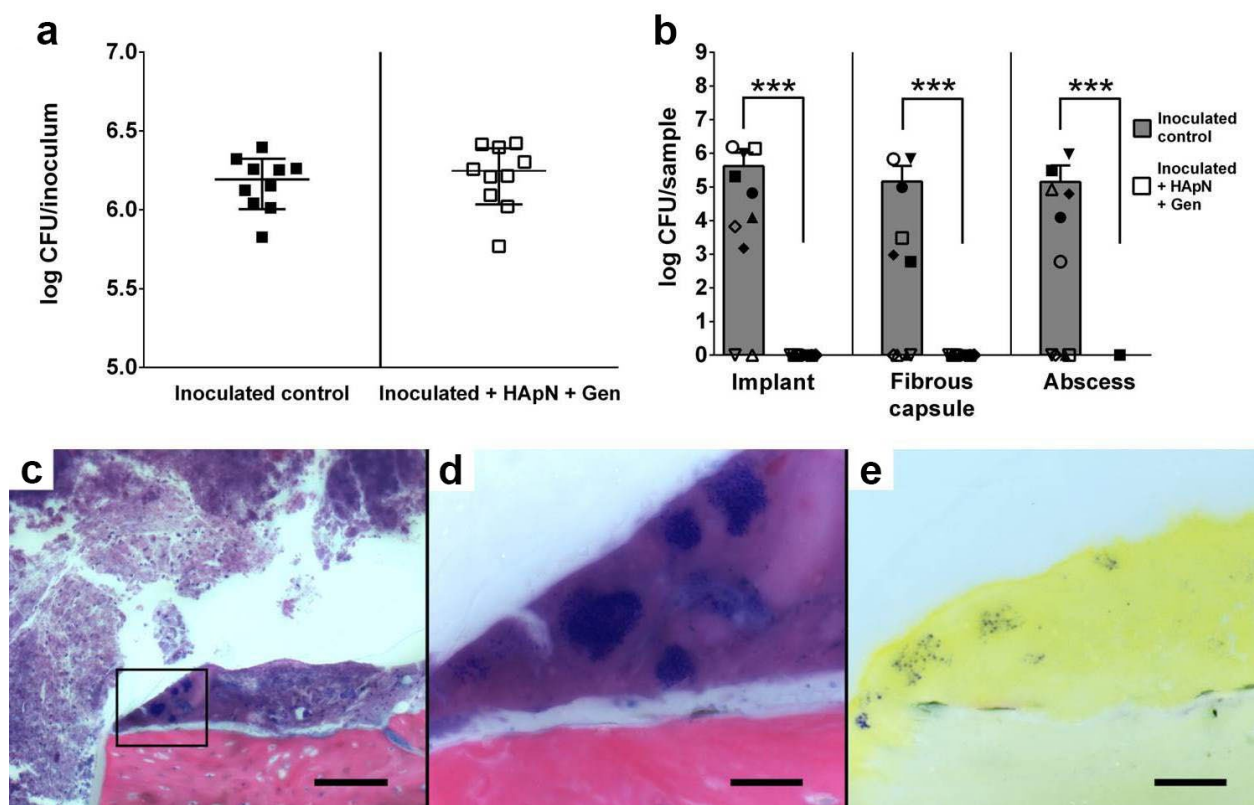 a
7.0
6.5
6.0
5.5
5.0
log CFU/inoculum
Inoculated control
Inoculated + HApN + Gen
b
9
8
7
6
5
4
3
2
1
0
log CFU/sample
***
***
***
Implant
Fibrous
capsule
Abscess
Inoculated
control
Inoculated
+ HApN
+ Gen
c
d
e